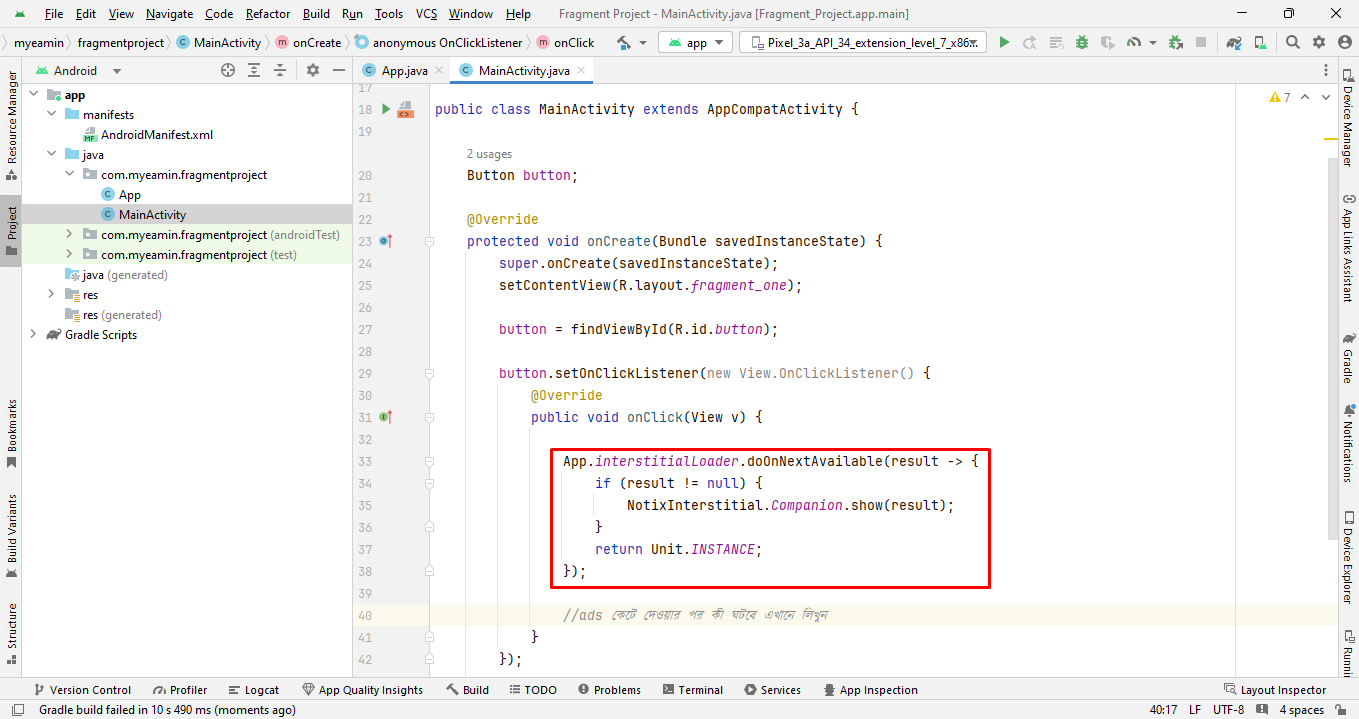 File Edit View Navigate Code Refactor Build Run Tools VCS Window Help Fragment Project - MainActivity.java [Fragment_Project.app.main]
myeamin fragmentproject MainActivity onCreate anonymous OnClickListener onClick app Pixel_3a_API_34_extension_level_7_x86...
Android App.java MainActivity.java
Resource Manager
Project
Bookmarks
Build Variants
Structure
app
manifests
AndroidManifest.xml
java
com.myeamin.fragmentproject
App
MainActivity
com.myeamin.fragmentproject (androidTest)
com.myeamin.fragmentproject (test)
java (generated)
res
res (generated)
Gradle Scripts
7
17
18 public class MainActivity extends AppCompatActivity {
19
2 usages
20 Button button;
21
22 @Override
23 protected void onCreate(Bundle savedInstanceState) {
24 super.onCreate(savedInstanceState);
25 setContentView(R.layout.fragment_one);
26
27 button = findViewById(R.id.button);
28
29 button.setOnClickListener(new View.OnClickListener() {
30 @Override
31 public void onClick(View v) {
32
33 App.interstitialLoader.doOnNextAvailable(result -> {
34 if (result != null) {
35 NotixInterstitial.Companion.show(result);
36 }
37 return Unit.INSTANCE;
38 });
39
40 //ads কেটে দেওয়ার পর কী ঘটবে এখানে লিখুন
41 }
42 });
Device Manager
App Links Assistant
Gradle
Notifications
Device Explorer
Runnin
Version Control Profiler Logcat App Quality Insights Build TODO Problems Terminal Services App Inspection Layout Inspector
Gradle build failed in 10 s 490 ms (moments ago) 40:17 LF UTF-8 4 spaces